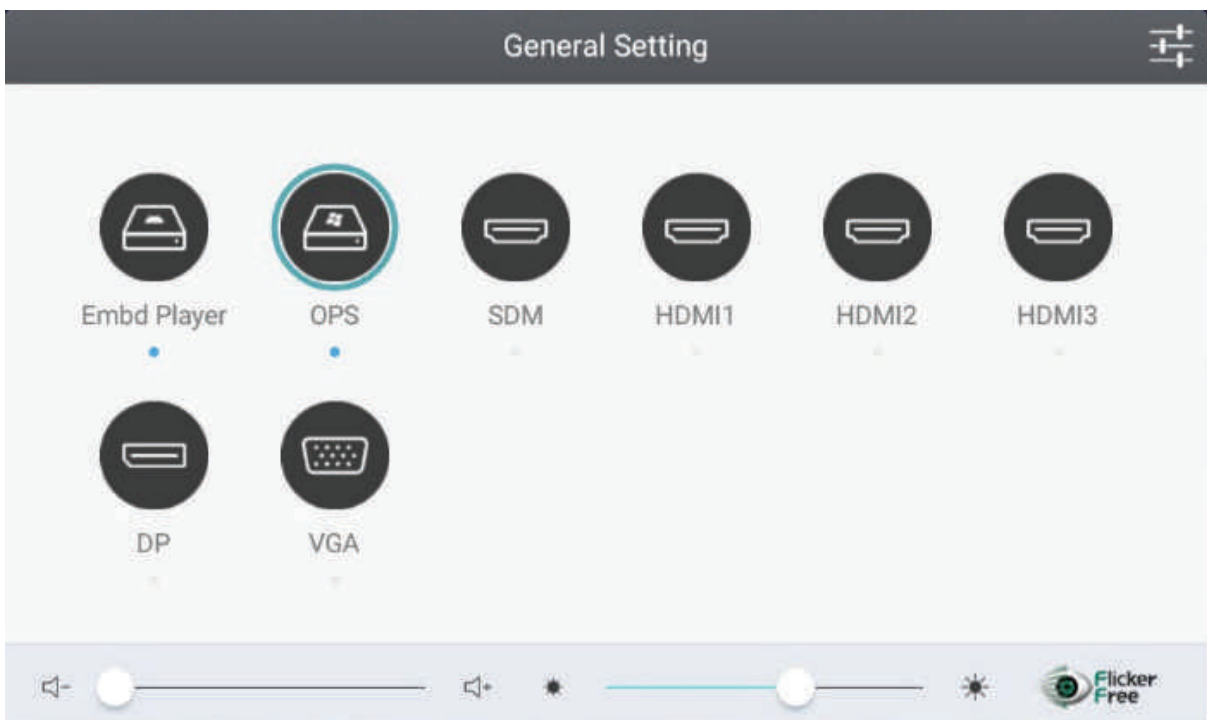 General Setting
Embd Player OPS SDM HDMI1 HDMI2 HDMI3
DP VGA
Flicker
Free